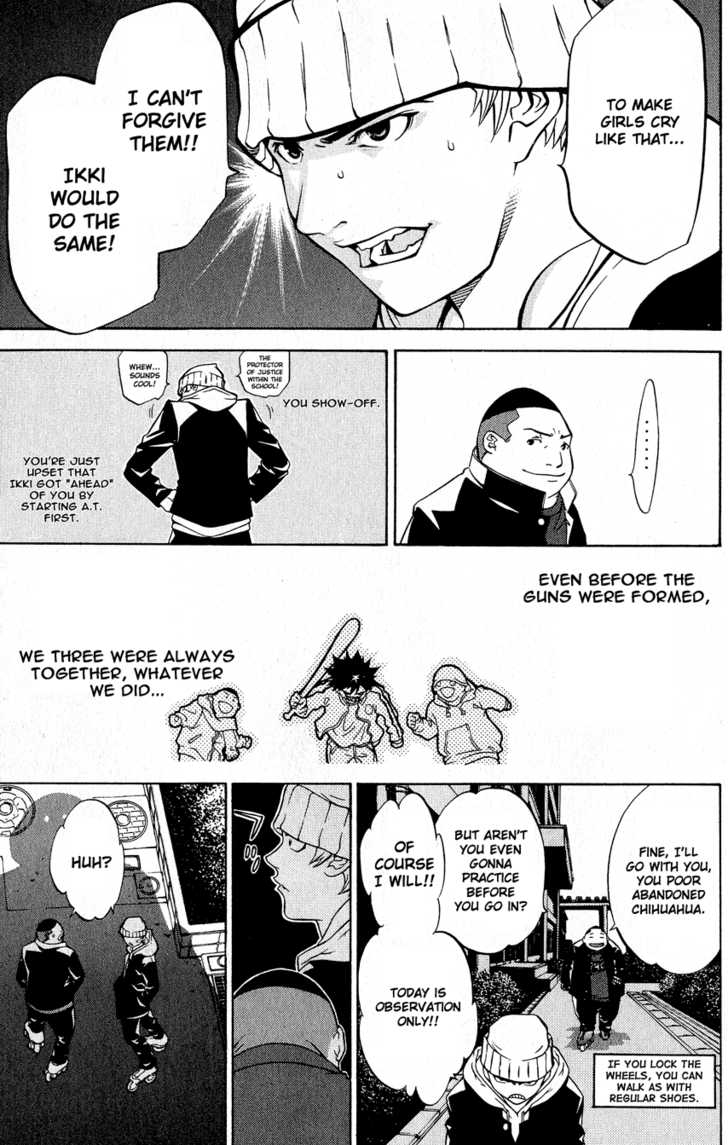 TO MAKE
GIRLS CRY
LIKE THAT...
I CAN'T
FORGIVE
THEM!!
IKKI
WOULD
DO THE
SAME!
......
THE
PROTECTOR
OF JUSTICE
WITHIN THE
SCHOOL!
WHEW...
SOUNDS
COOL!
YOU SHOW-OFF.
YOU'RE JUST
UPSET THAT
IKKI GOT "AHEAD"
OF YOU BY
STARTING A.T.
FIRST.
EVEN BEFORE THE
GUNS WERE FORMED,
WE THREE WERE ALWAYS
TOGETHER, WHATEVER
WE DID...
FINE, I'LL
GO WITH YOU,
YOU POOR
ABANDONED
CHIHUAHUA.
BUT AREN'T
YOU EVEN
GONNA
PRACTICE
BEFORE
YOU GO IN?
OF
COURSE
I WILL!!
TODAY IS
OBSERVATION
ONLY!!
IF YOU LOCK THE
WHEELS, YOU CAN
WALK AS WITH
REGULAR SHOES.
HUH?